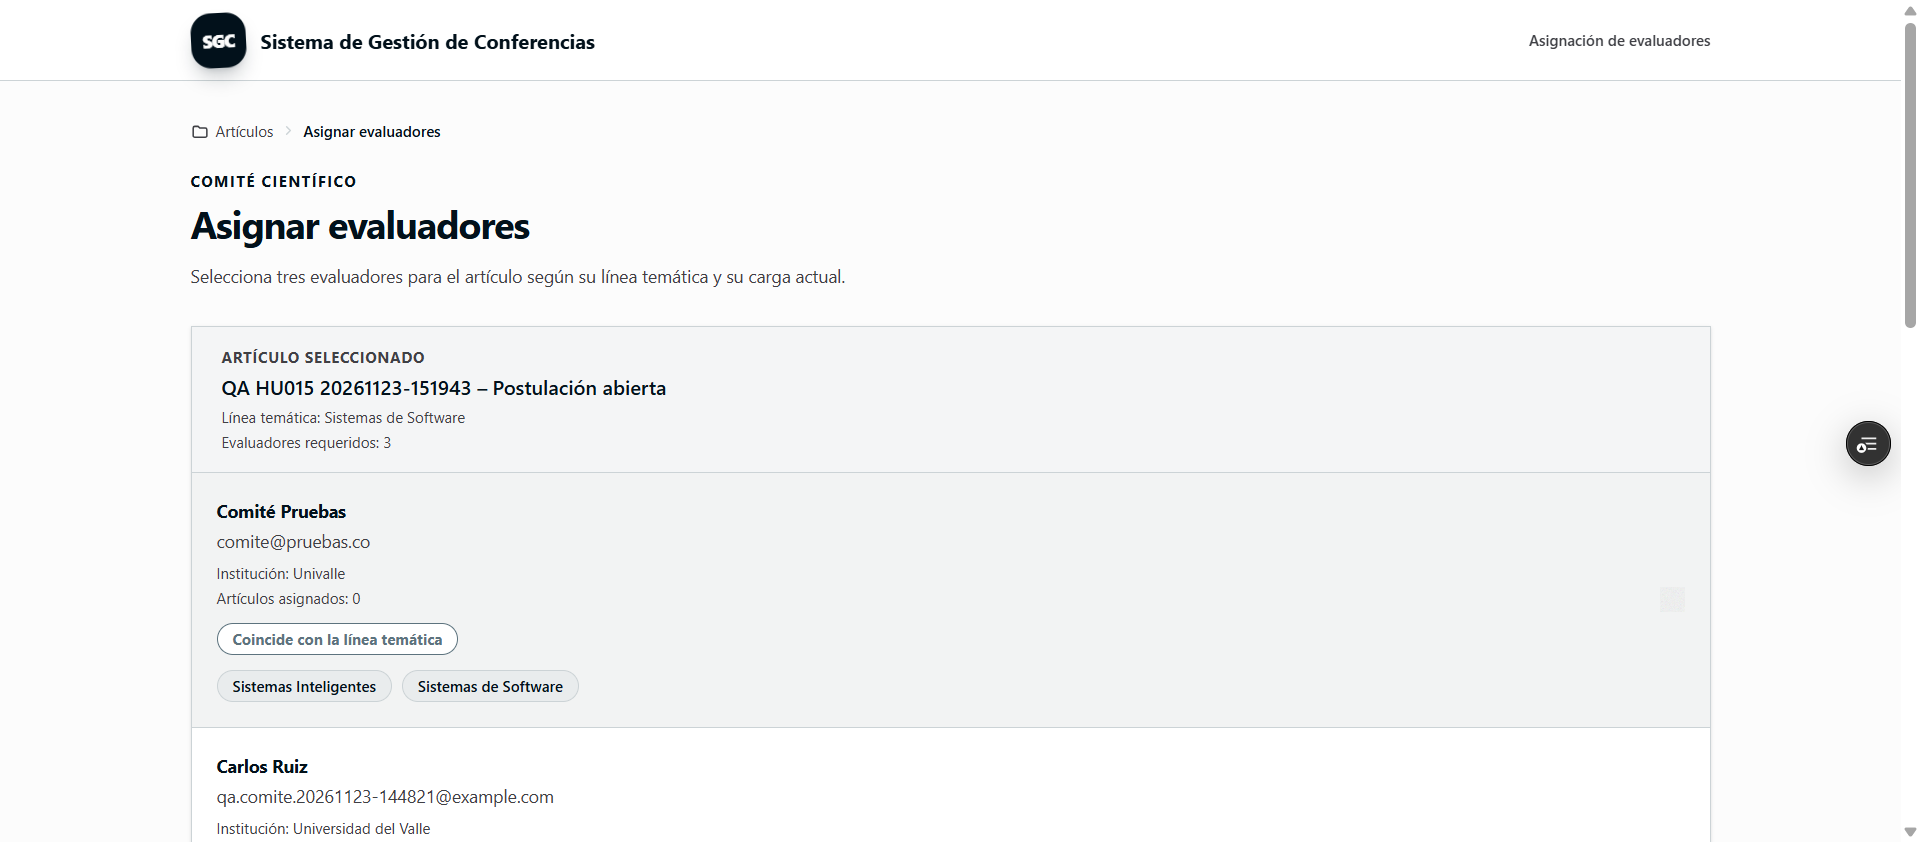 SGC
Sistema de Gestión de Conferencias
Asignación de evaluadores
Artículos
Asignar evaluadores
COMITÉ CIENTÍFICO
Asignar evaluadores
Selecciona tres evaluadores para el artículo según su línea temática y su carga actual.
ARTÍCULO SELECCIONADO
QA HU015 20261123-151943 – Postulación abierta
Línea temática: Sistemas de Software
Evaluadores requeridos: 3
Comité Pruebas
comite@pruebas.co
Institución: Univalle
Artículos asignados: 0
Coincide con la línea temática
Sistemas Inteligentes
Sistemas de Software
Carlos Ruiz
qa.comite.20261123-144821@example.com
Institución: Universidad del Valle